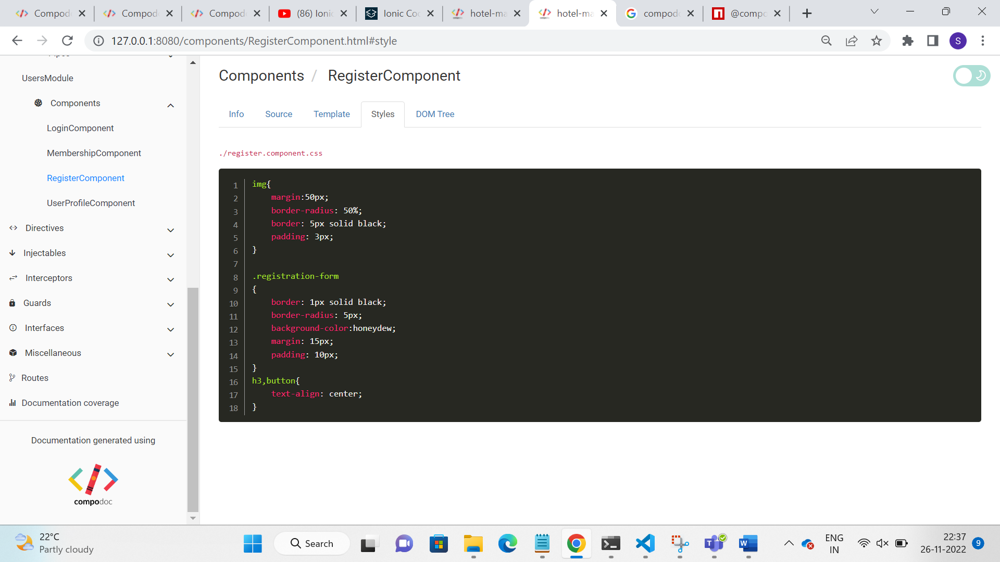 Compod
Compod
Compod
(86) Ionic
Ionic Coc
hotel-ma
hotel-ma
compodo
@compo
127.0.0.1:8080/components/RegisterComponent.html#style
S
UsersModule
Components
LoginComponent
MembershipComponent
RegisterComponent
UserProfileComponent
Directives
Injectables
Interceptors
Guards
Interfaces
Miscellaneous
Routes
Documentation coverage
Documentation generated using
compodoc
Components / RegisterComponent
Info
Source
Template
Styles
DOM Tree
./register.component.css
1 img{
2 margin:50px;
3 border-radius: 50%;
4 border: 5px solid black;
5 padding: 3px;
6 }
7
8 .registration-form
9 {
10 border: 1px solid black;
11 border-radius: 5px;
12 background-color:honeydew;
13 margin: 15px;
14 padding: 10px;
15 }
16 h3,button{
17 text-align: center;
18 }
22°C
Partly cloudy
Search
ENG
IN
22:37
26-11-2022
9